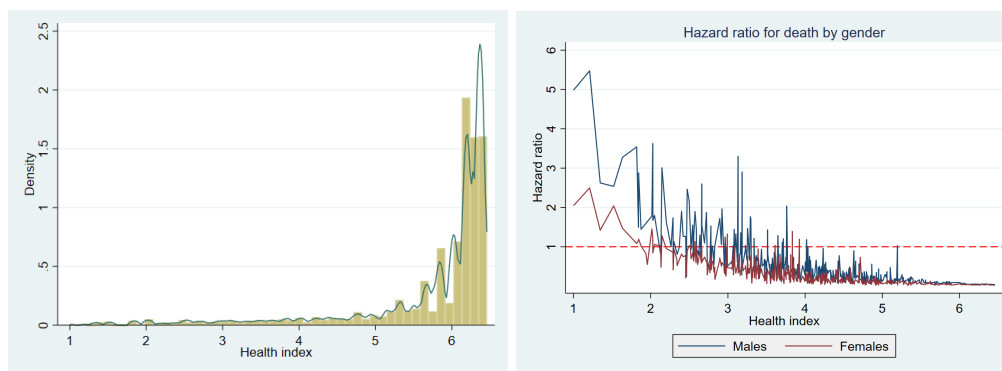 Density
2.5
2
1.5
1
.5
0
1 2 3 4 5 6
Health index
Hazard ratio for death by gender
Hazard ratio
6
5
4
3
2
1
1 2 3 4 5 6
Health index
Males Females